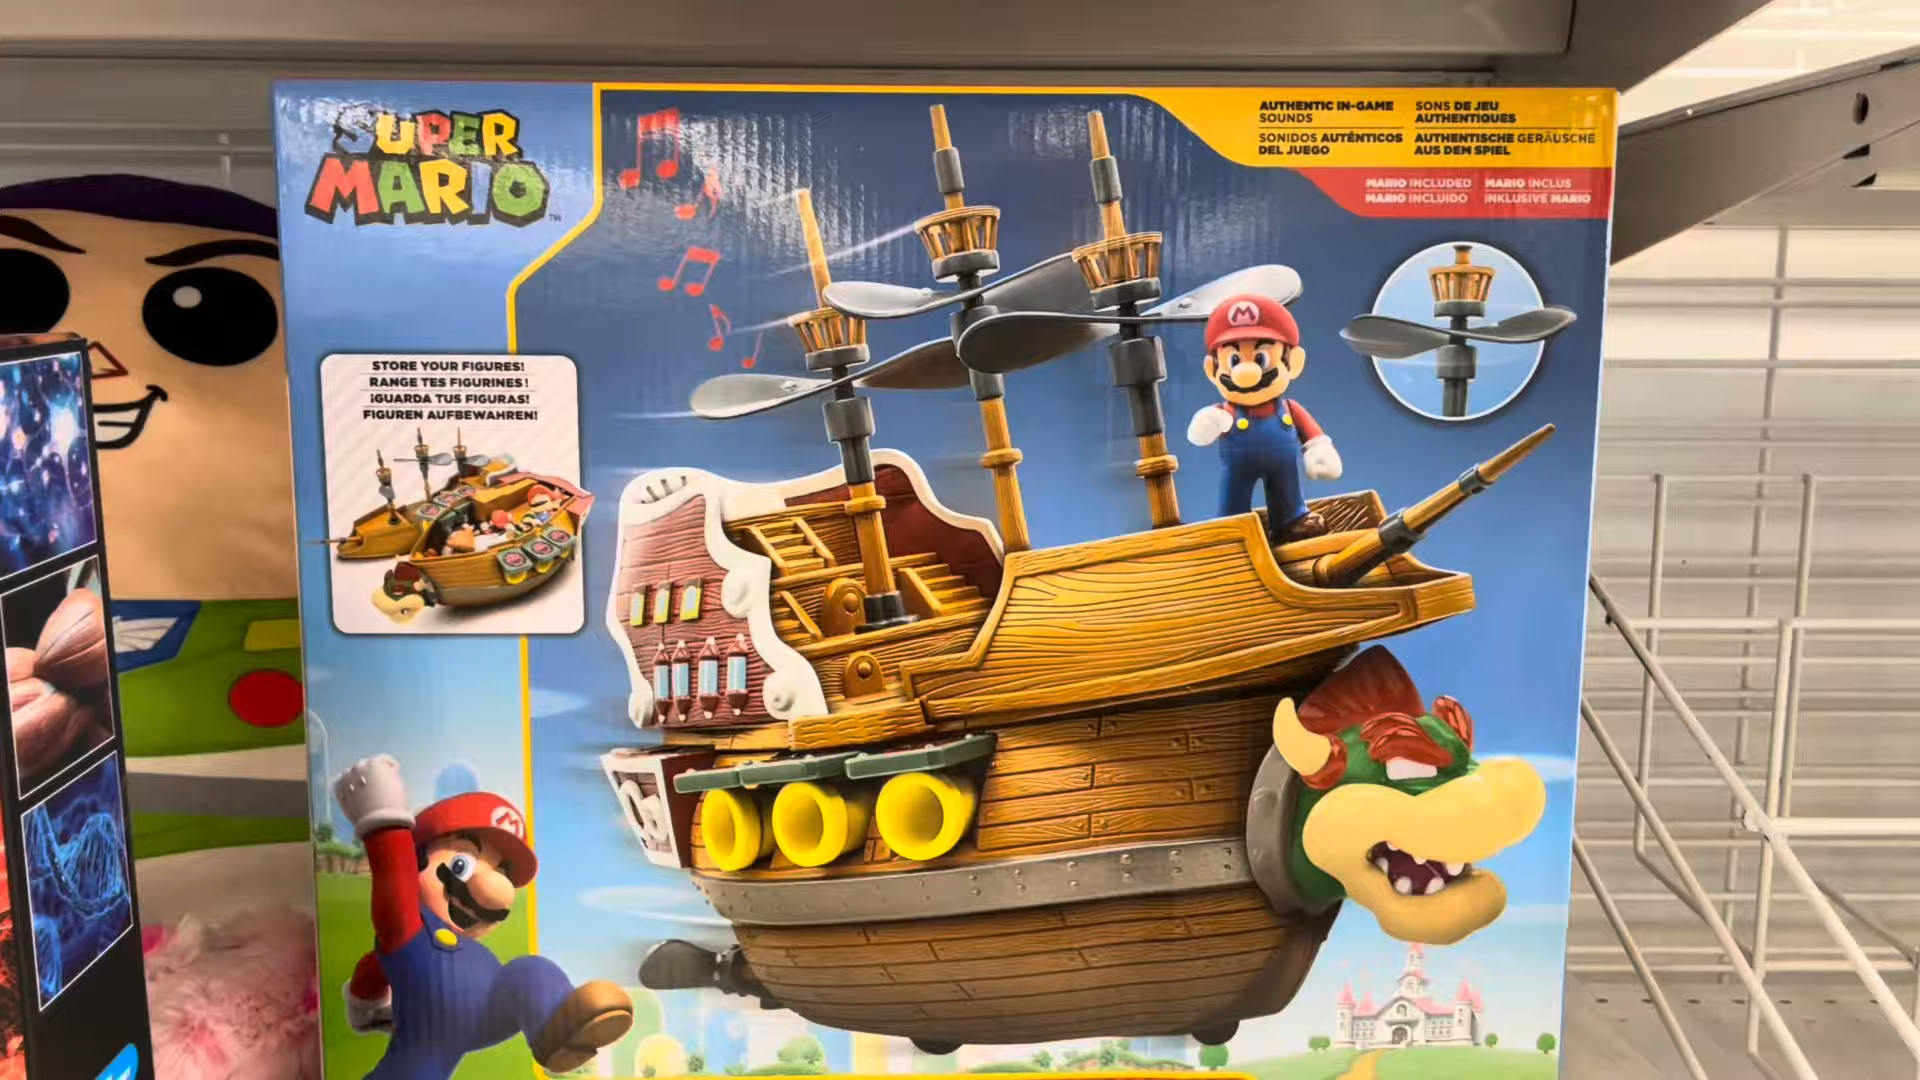 SUPER
MARIO™
AUTHENTIC IN-GAME
SOUNDS
SONS DE JEU
AUTHENTIQUES
SONIDOS AUTÉNTICOS
DEL JUEGO
AUTHENTISCHE GERÄUSCHE
AUS DEM SPIEL
MARIO INCLUDED
MARIO INCLUS
MARIO INCLUIDO
INKLUSIVE MARIO
STORE YOUR FIGURES!
RANGE TES FIGURINES !
¡GUARDA TUS FIGURAS!
FIGUREN AUFBEWAHREN!
M
M